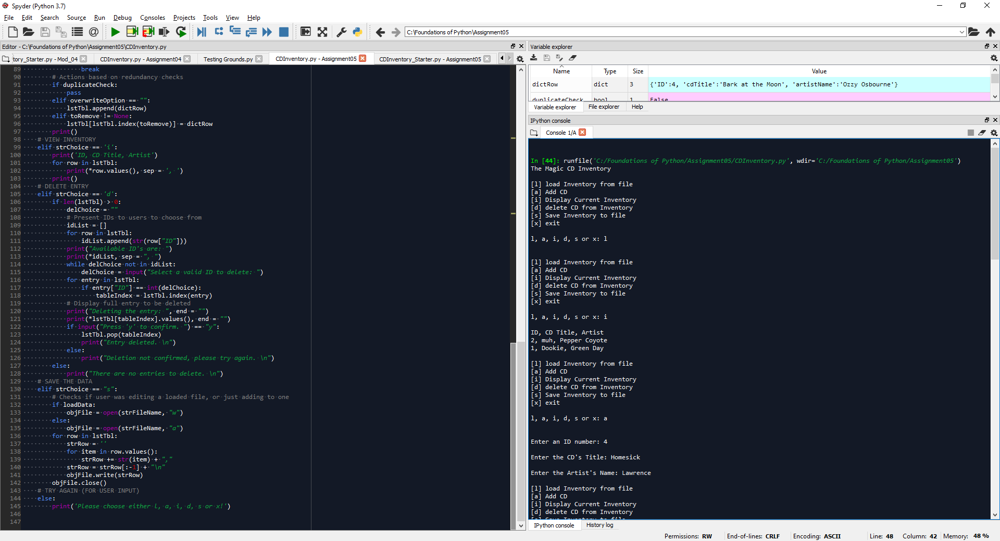 Spyder (Python 3.7)
File Edit Search Source Run Debug Consoles Projects Tools View Help
C:\Foundations of Python\Assignment05
Editor - C:\Foundations of Python\Assignment05\CDInventory.py
tory_Starter.py - Mod_04 CDInventory.py - Assignment04 Testing Grounds.py CDInventory.py - Assignment05 CDInventory_Starter.py - Assignment05
89 break
90 # Actions based on redundancy checks
91 if duplicateCheck:
92 pass
93 elif overwriteOption == "":
94 lstTbl.append(dictRow)
95 elif toRemove != None:
96 lstTbl[lstTbl.index(toRemove)] = dictRow
97 print()
98 # VIEW INVENTORY
99 elif strChoice == 'i':
100 print('ID, CD Title, Artist')
101 for row in lstTbl:
102 print(*row.values(), sep = ', ')
103 print()
104 # DELETE ENTRY
105 elif strChoice == 'd':
106 if len(lstTbl) > 0:
107 delChoice = ""
108 # Present IDs to users to choose from
109 idList = []
110 for row in lstTbl:
111 idList.append(str(row["ID"]))
112 print("Available ID's are: ")
113 print(*idList, sep = ", ")
114 while delChoice not in idList:
115 delChoice = input("Select a valid ID to delete: ")
116 for entry in lstTbl:
117 if entry["ID"] == int(delChoice):
118 tableIndex = lstTbl.index(entry)
119 # Display full entry to be deleted
120 print("Deleting the entry: ", end = "")
121 print(*lstTbl[tableIndex].values(), end = "")
122 if input("Press 'y' to confirm. ") == "y":
123 lstTbl.pop(tableIndex)
124 print("Entry deleted. \n")
125 else:
126 print("Deletion not confirmed, please try again. \n")
127 else:
128 print("There are no entries to delete. \n")
129 # SAVE THE DATA
130 elif strChoice == "s":
131 # Checks if user was editing a loaded file, or just adding to one
132 if loadData:
133 objFile = open(strFileName, "w")
134 else:
135 objFile = open(strFileName, "a")
136 for row in lstTbl:
137 strRow = ''
138 for item in row.values():
139 strRow += str(item) + ","
140 strRow = strRow[:-1] + "\n"
141 objFile.write(strRow)
142 objFile.close()
143 # TRY AGAIN (FOR USER INPUT)
144 else:
145 print('Please choose either l, a, i, d, s or x!')
146
147
Variable explorer
Name Type Size Value
dictRow dict 3 {'ID':4, 'cdTitle':'Bark at the Moon', 'artistName':'Ozzy Osbourne'}
duplicateCheck bool 1 False
Variable explorer File explorer Help
IPython console
Console 1/A
In [44]: runfile('C:/Foundations of Python/Assignment05/CDInventory.py', wdir='C:/Foundations of Python/Assignment05')
The Magic CD Inventory
[l] load Inventory from file
[a] Add CD
[i] Display Current Inventory
[d] delete CD from Inventory
[s] Save Inventory to file
[x] exit
l, a, i, d, s or x: l
[l] load Inventory from file
[a] Add CD
[i] Display Current Inventory
[d] delete CD from Inventory
[s] Save Inventory to file
[x] exit
l, a, i, d, s or x: i
ID, CD Title, Artist
2, muh, Pepper Coyote
1, Dookie, Green Day
[l] load Inventory from file
[a] Add CD
[i] Display Current Inventory
[d] delete CD from Inventory
[s] Save Inventory to file
[x] exit
l, a, i, d, s or x: a
Enter an ID number: 4
Enter the CD's Title: Homesick
Enter the Artist's Name: Lawrence
[l] load Inventory from file
[a] Add CD
[i] Display Current Inventory
[d] delete CD from Inventory
[s] Save Inventory to file
IPython console History log
Permissions: RW End-of-lines: CRLF Encoding: ASCII Line: 48 Column: 42 Memory: 48 %